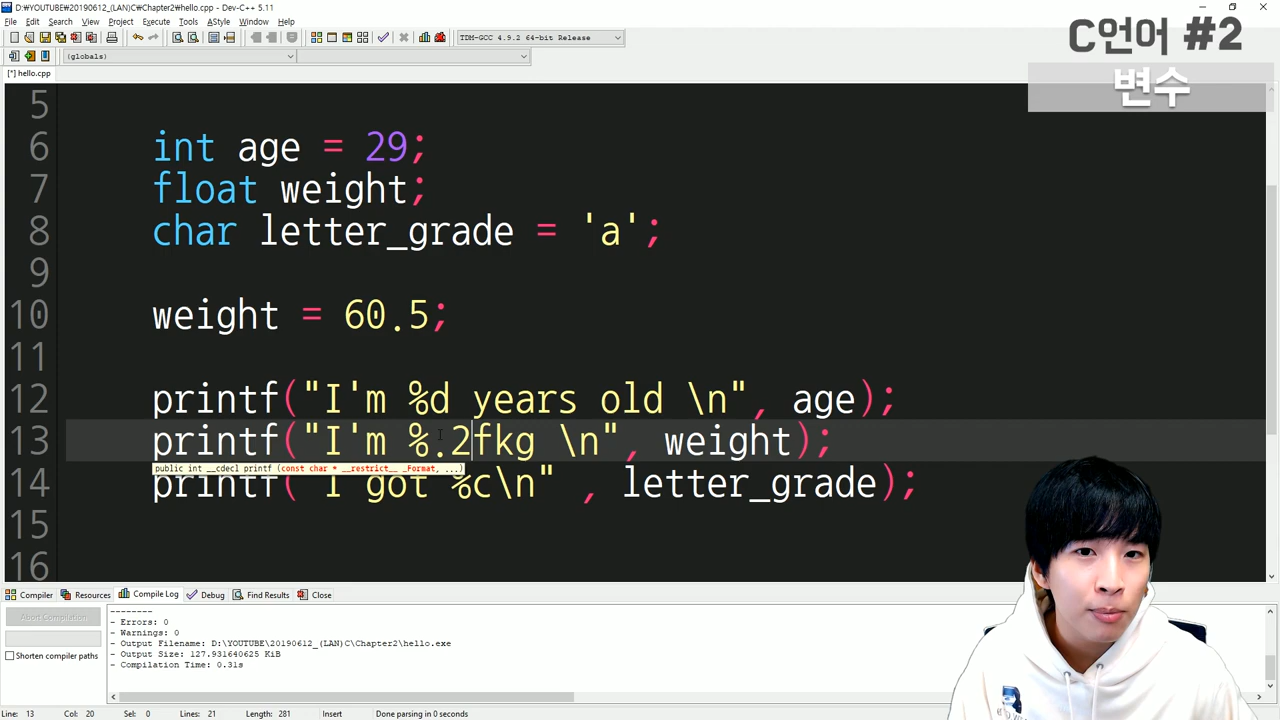 D:\YOUTUBE\20190612_(LAN)C\Chapter2\hello.cpp - Dev-C++ 5.11
File Edit Search View Project Execute Tools AStyle Window Help
TDM-GCC 4.9.2 64-bit Release
(globals)
[*] hello.cpp
C언어 #2
변수
5
6 int age = 29;
7 float weight;
8 char letter_grade = 'a';
9
10 weight = 60.5;
11
12 printf("I'm %d years old \n", age);
13 printf("I'm %.2fkg \n", weight);
public int __cdecl printf (const char * __restrict__ _Format, ...)
14 printf("I got %c\n" , letter_grade);
15
16
Compiler Resources Compile Log Debug Find Results Close
Abort Compilation
Shorten compiler paths
--------
- Errors: 0
- Warnings: 0
- Output Filename: D:\YOUTUBE\20190612_(LAN)C\Chapter2\hello.exe
- Output Size: 127.931640625 KiB
- Compilation Time: 0.31s
Line: 13 Col: 20 Sel: 0 Lines: 21 Length: 281 Insert Done parsing in 0 seconds